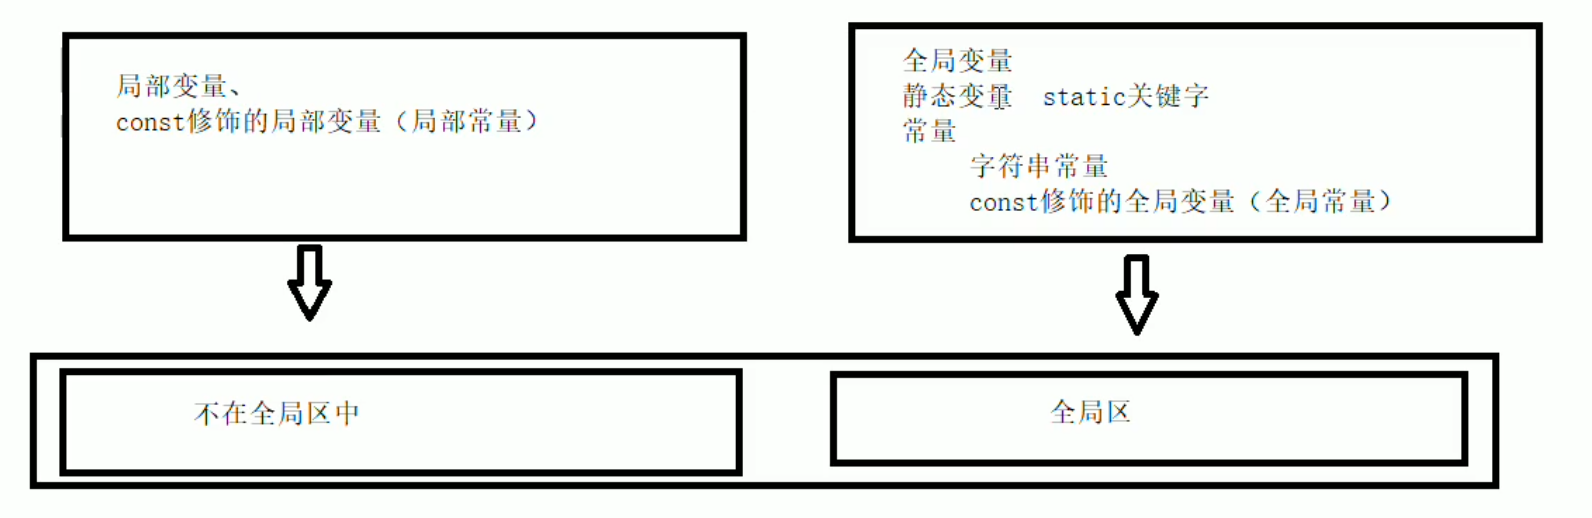 局部变量、
const修饰的局部变量（局部常量）
全局变量
静态变量 static关键字
常量
字符串常量
const修饰的全局变量（全局常量）
不在全局区中
全局区